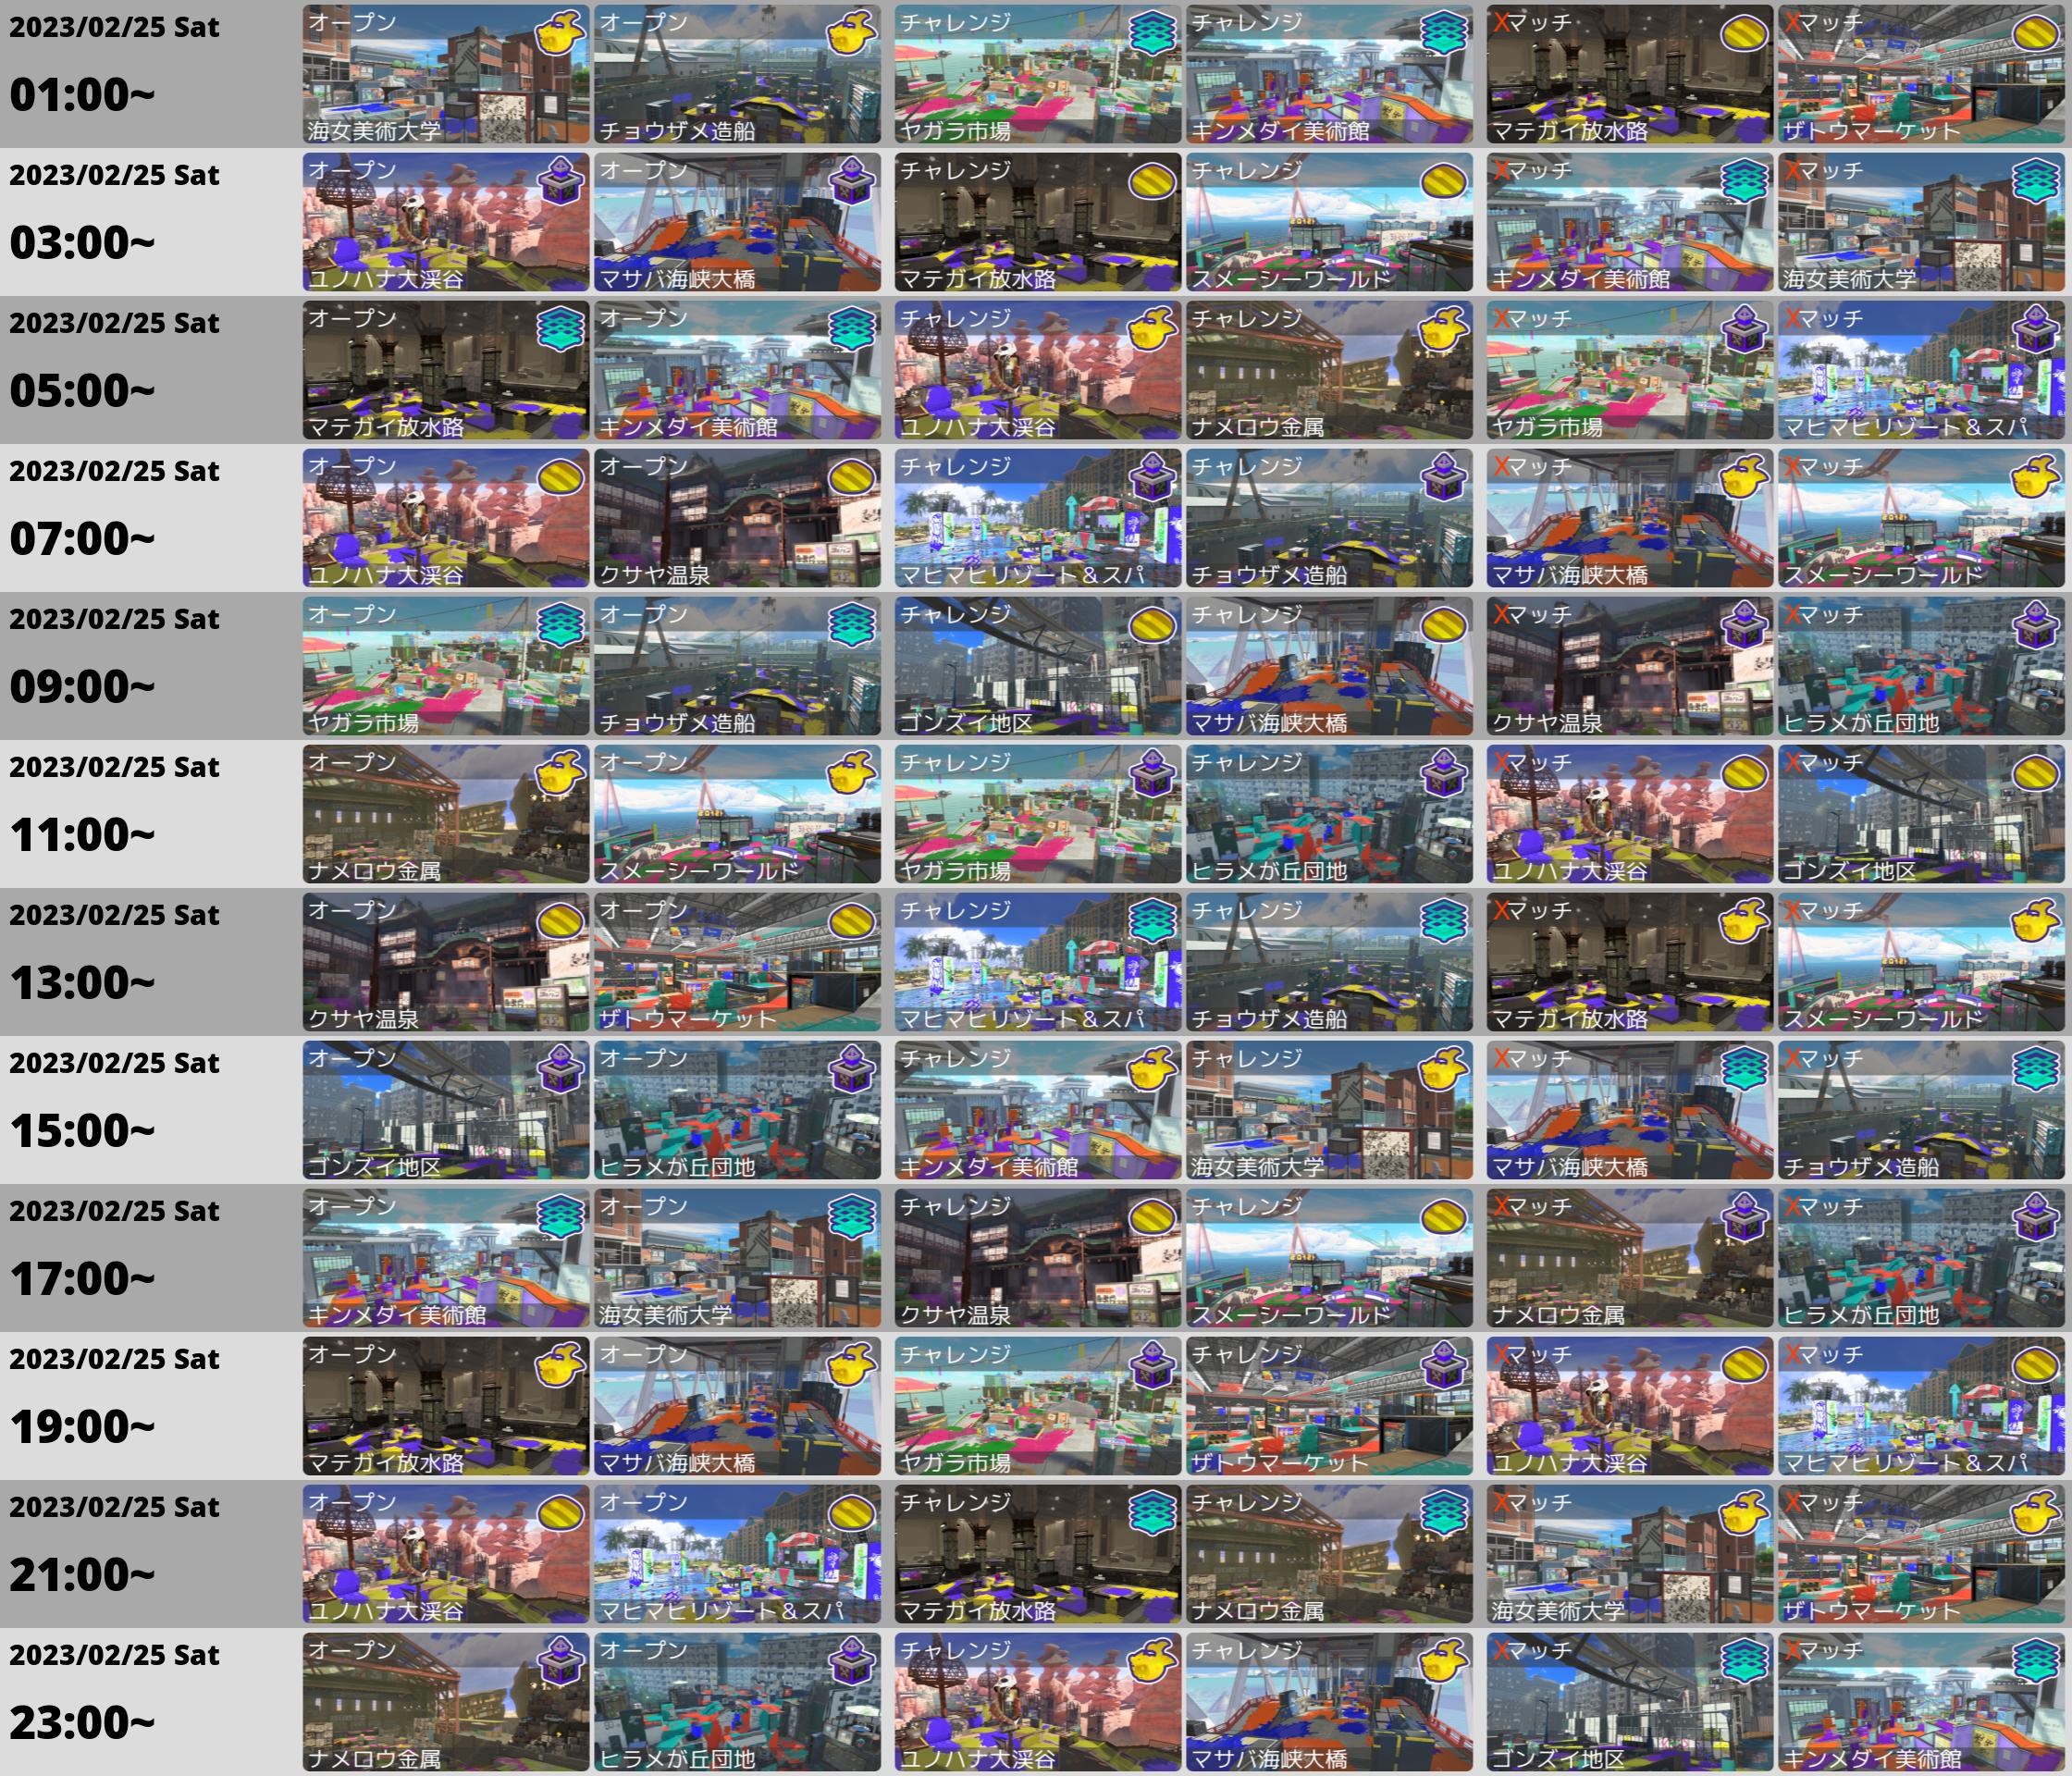 2023/02/25 Sat
01:00~
オープン オープン チャレンジ チャレンジ Xマッチ Xマッチ
海女美術大学 チョウザメ造船 ヤガラ市場 キンメダイ美術館 マテガイ放水路 ザトウマーケット
2023/02/25 Sat
03:00~
オープン オープン チャレンジ チャレンジ Xマッチ Xマッチ
ユノハナ大渓谷 マサバ海峡大橋 マテガイ放水路 スメーシーワールド キンメダイ美術館 海女美術大学
2023/02/25 Sat
05:00~
オープン オープン チャレンジ チャレンジ Xマッチ Xマッチ
マテガイ放水路 キンメダイ美術館 ユノハナ大渓谷 ナメロウ金属 ヤガラ市場 マヒマヒリゾート＆スパ
2023/02/25 Sat
07:00~
オープン オープン チャレンジ チャレンジ Xマッチ Xマッチ
ユノハナ大渓谷 クサヤ温泉 マヒマヒリゾート＆スパ チョウザメ造船 マサバ海峡大橋 スメーシーワールド
2023/02/25 Sat
09:00~
オープン オープン チャレンジ チャレンジ Xマッチ Xマッチ
ヤガラ市場 チョウザメ造船 ゴンズイ地区 マサバ海峡大橋 クサヤ温泉 ヒラメが丘団地
2023/02/25 Sat
11:00~
オープン オープン チャレンジ チャレンジ Xマッチ Xマッチ
ナメロウ金属 スメーシーワールド ヤガラ市場 ヒラメが丘団地 ユノハナ大渓谷 ゴンズイ地区
2023/02/25 Sat
13:00~
オープン オープン チャレンジ チャレンジ Xマッチ Xマッチ
クサヤ温泉 ザトウマーケット マヒマヒリゾート＆スパ チョウザメ造船 マテガイ放水路 スメーシーワールド
2023/02/25 Sat
15:00~
オープン オープン チャレンジ チャレンジ Xマッチ Xマッチ
ゴンズイ地区 ヒラメが丘団地 キンメダイ美術館 海女美術大学 マサバ海峡大橋 チョウザメ造船
2023/02/25 Sat
17:00~
オープン オープン チャレンジ チャレンジ Xマッチ Xマッチ
キンメダイ美術館 海女美術大学 クサヤ温泉 スメーシーワールド ナメロウ金属 ヒラメが丘団地
2023/02/25 Sat
19:00~
オープン オープン チャレンジ チャレンジ Xマッチ Xマッチ
マテガイ放水路 マサバ海峡大橋 ヤガラ市場 ザトウマーケット ユノハナ大渓谷 マヒマヒリゾート＆スパ
2023/02/25 Sat
21:00~
オープン オープン チャレンジ チャレンジ Xマッチ Xマッチ
ユノハナ大渓谷 マヒマヒリゾート＆スパ マテガイ放水路 ナメロウ金属 海女美術大学 ザトウマーケット
2023/02/25 Sat
23:00~
オープン オープン チャレンジ チャレンジ Xマッチ Xマッチ
ナメロウ金属 ヒラメが丘団地 ユノハナ大渓谷 マサバ海峡大橋 ゴンズイ地区 キンメダイ美術館